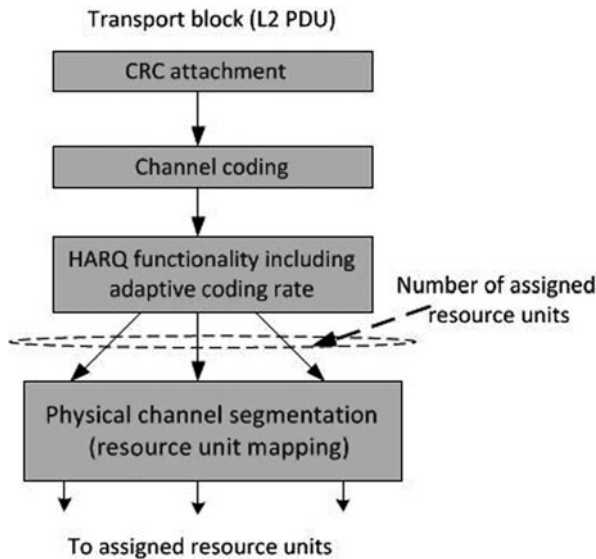 Transport block (L2 PDU)
CRC attachment
Channel coding
HARQ functionality including
adaptive coding rate
Number of assigned
resource units
Physical channel segmentation
(resource unit mapping)
To assigned resource units